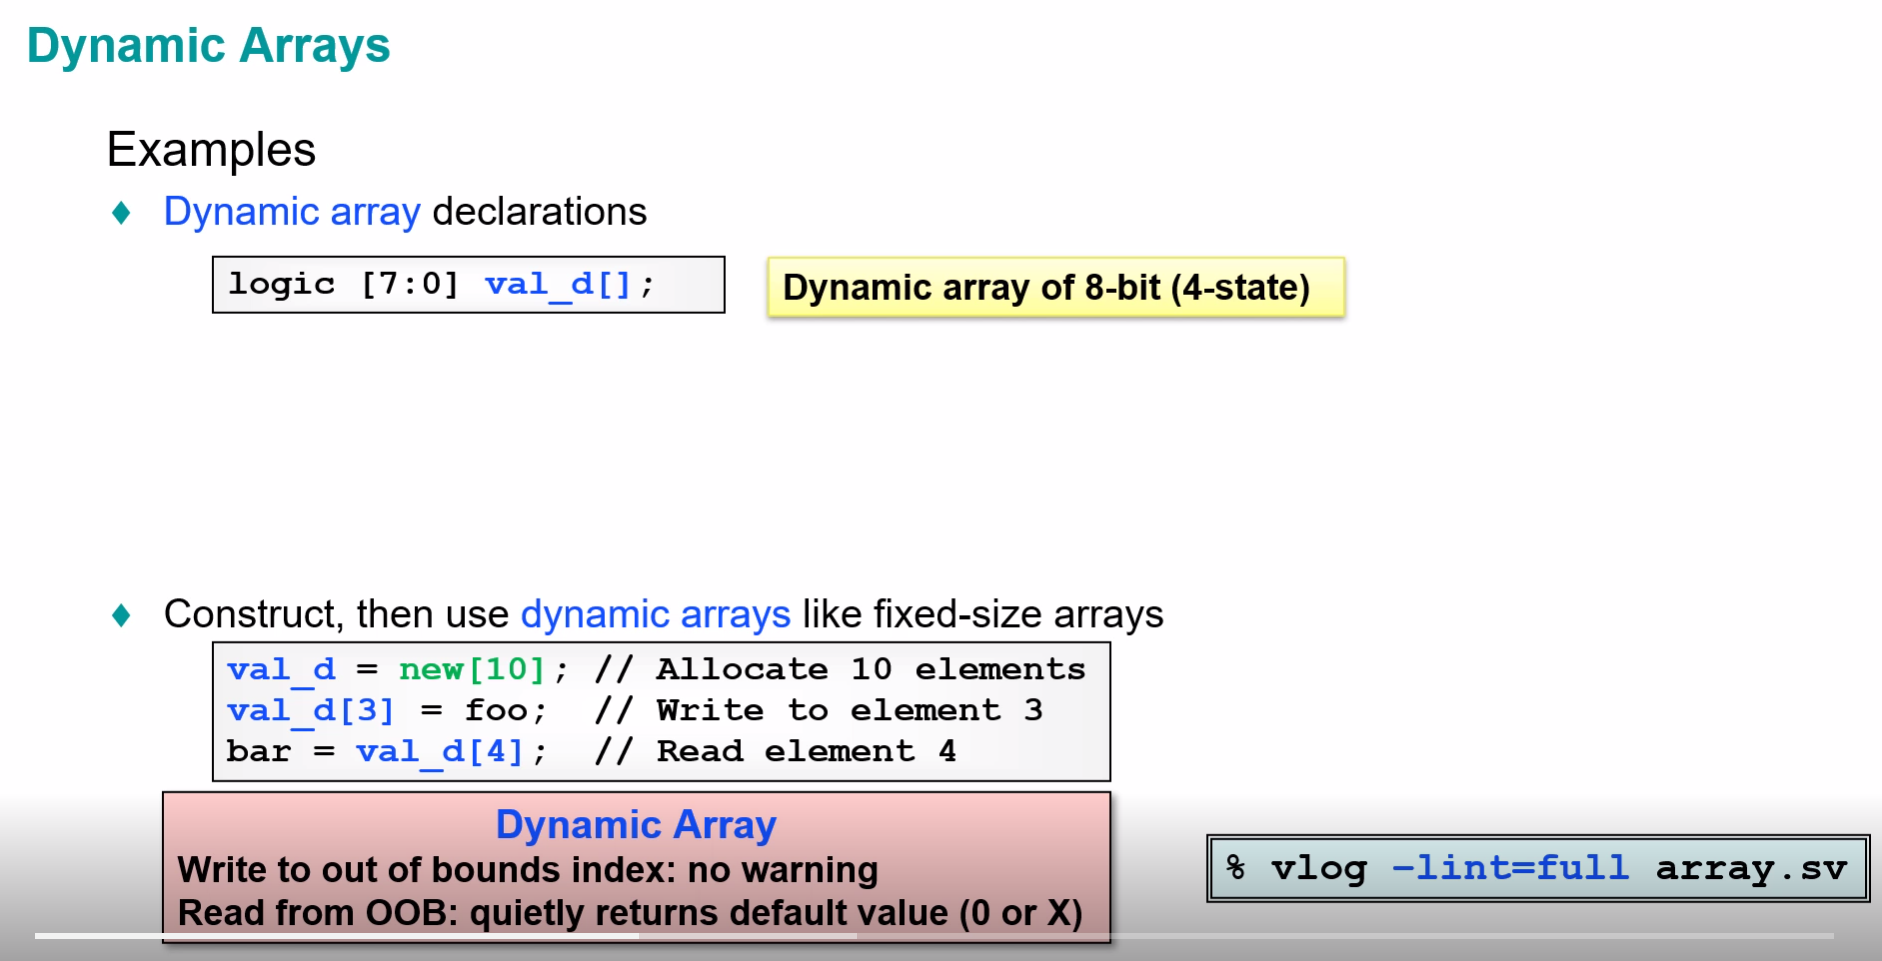 Dynamic Arrays
Examples
Dynamic array declarations
logic [7:0] val_d[];
Dynamic array of 8-bit (4-state)
Construct, then use dynamic arrays like fixed-size arrays
val_d = new[10]; // Allocate 10 elements
val_d[3] = foo; // Write to element 3
bar = val_d[4]; // Read element 4
Dynamic Array
Write to out of bounds index: no warning
Read from OOB: quietly returns default value (0 or X)
% vlog –lint=full array.sv